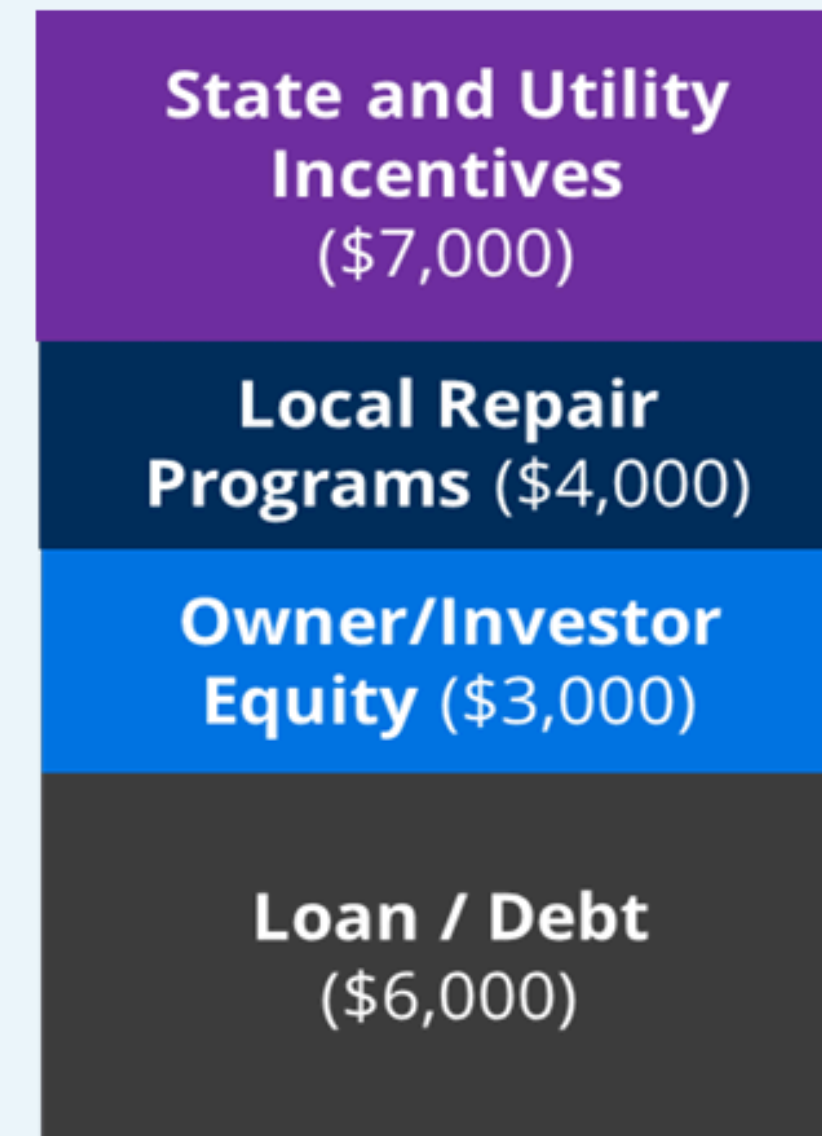 State and Utility
Incentives
($7,000)
Local Repair
Programs ($4,000)
Owner/Investor
Equity ($3,000)
Loan / Debt
($6,000)